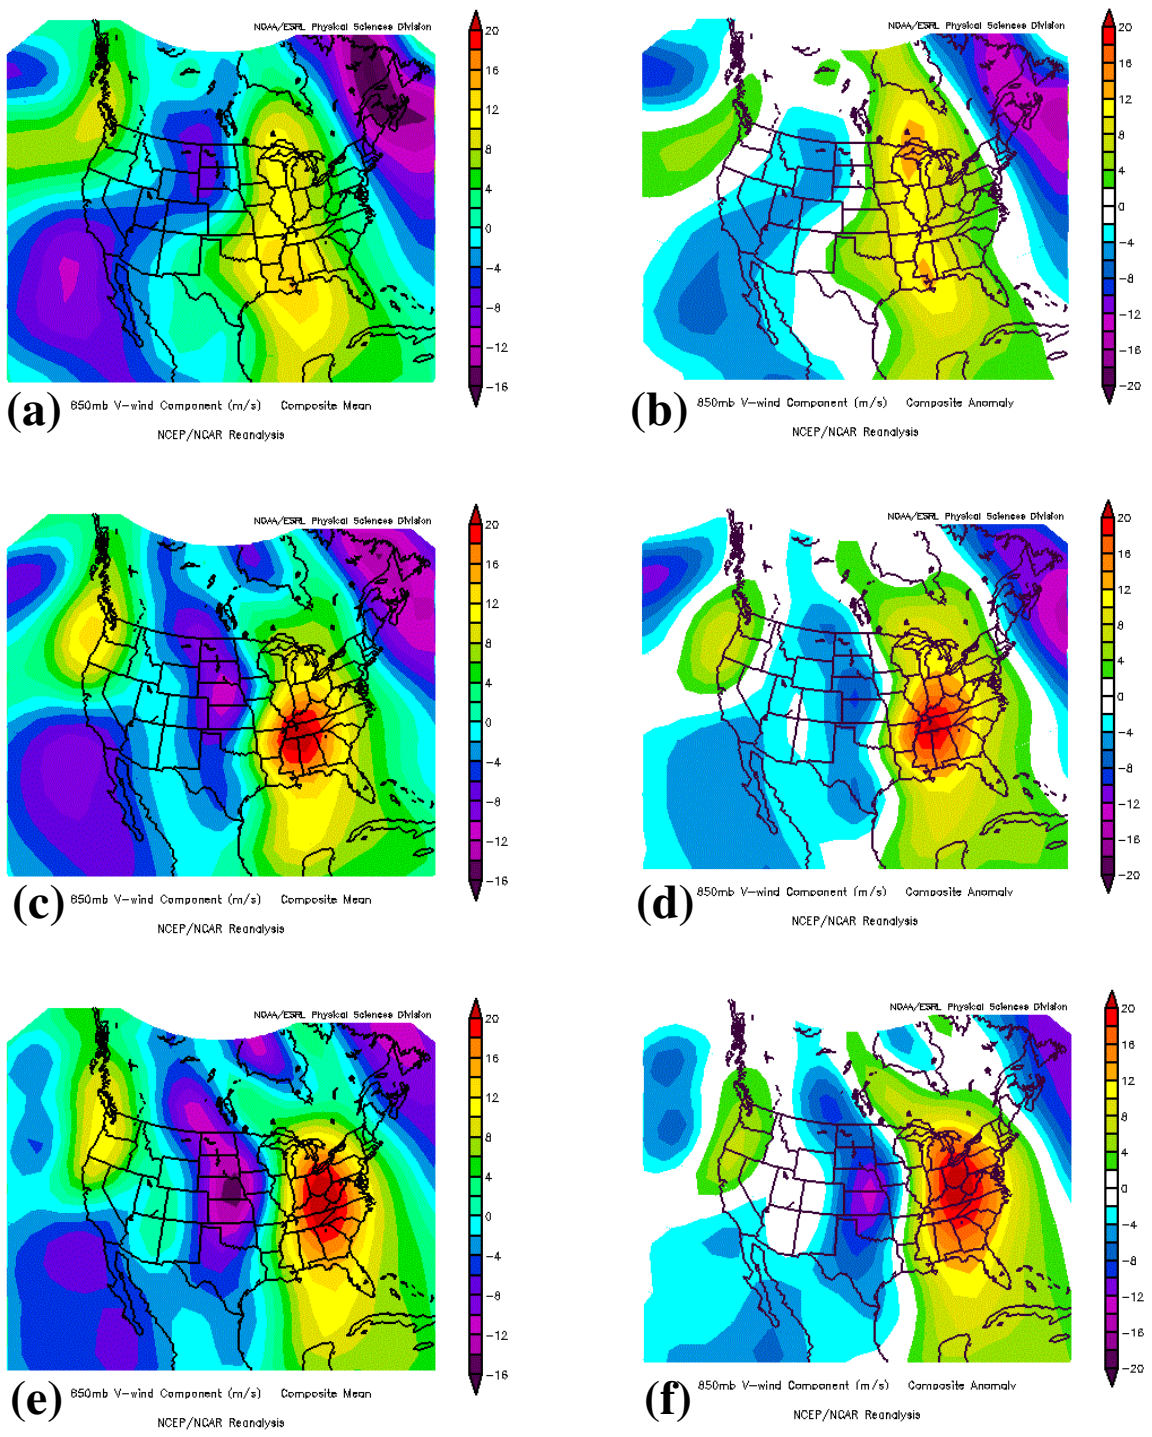 NOAA/ESRL Physical Sciences Division
20
16
12
8
4
0
-4
-8
-12
-16
(a)
850mb V-wind Component (m/s) Composite Mean
NCEP/NCAR Reanalysis
NOAA/ESRL Physical Sciences Division
20
16
12
8
4
0
-4
-8
-12
-16
-20
(b)
850mb V-wind Component (m/s) Composite Anomaly
NCEP/NCAR Reanalysis
NOAA/ESRL Physical Sciences Division
20
16
12
8
4
0
-4
-8
-12
-16
(c)
850mb V-wind Component (m/s) Composite Mean
NCEP/NCAR Reanalysis
NOAA/ESRL Physical Sciences Division
20
16
12
8
4
0
-4
-8
-12
-16
-20
(d)
850mb V-wind Component (m/s) Composite Anomaly
NCEP/NCAR Reanalysis
NOAA/ESRL Physical Sciences Division
20
16
12
8
4
0
-4
-8
-12
-16
(e)
850mb V-wind Component (m/s) Composite Mean
NCEP/NCAR Reanalysis
NOAA/ESRL Physical Sciences Division
20
16
12
8
4
0
-4
-8
-12
-16
-20
(f)
850mb V-wind Component (m/s) Composite Anomaly
NCEP/NCAR Reanalysis